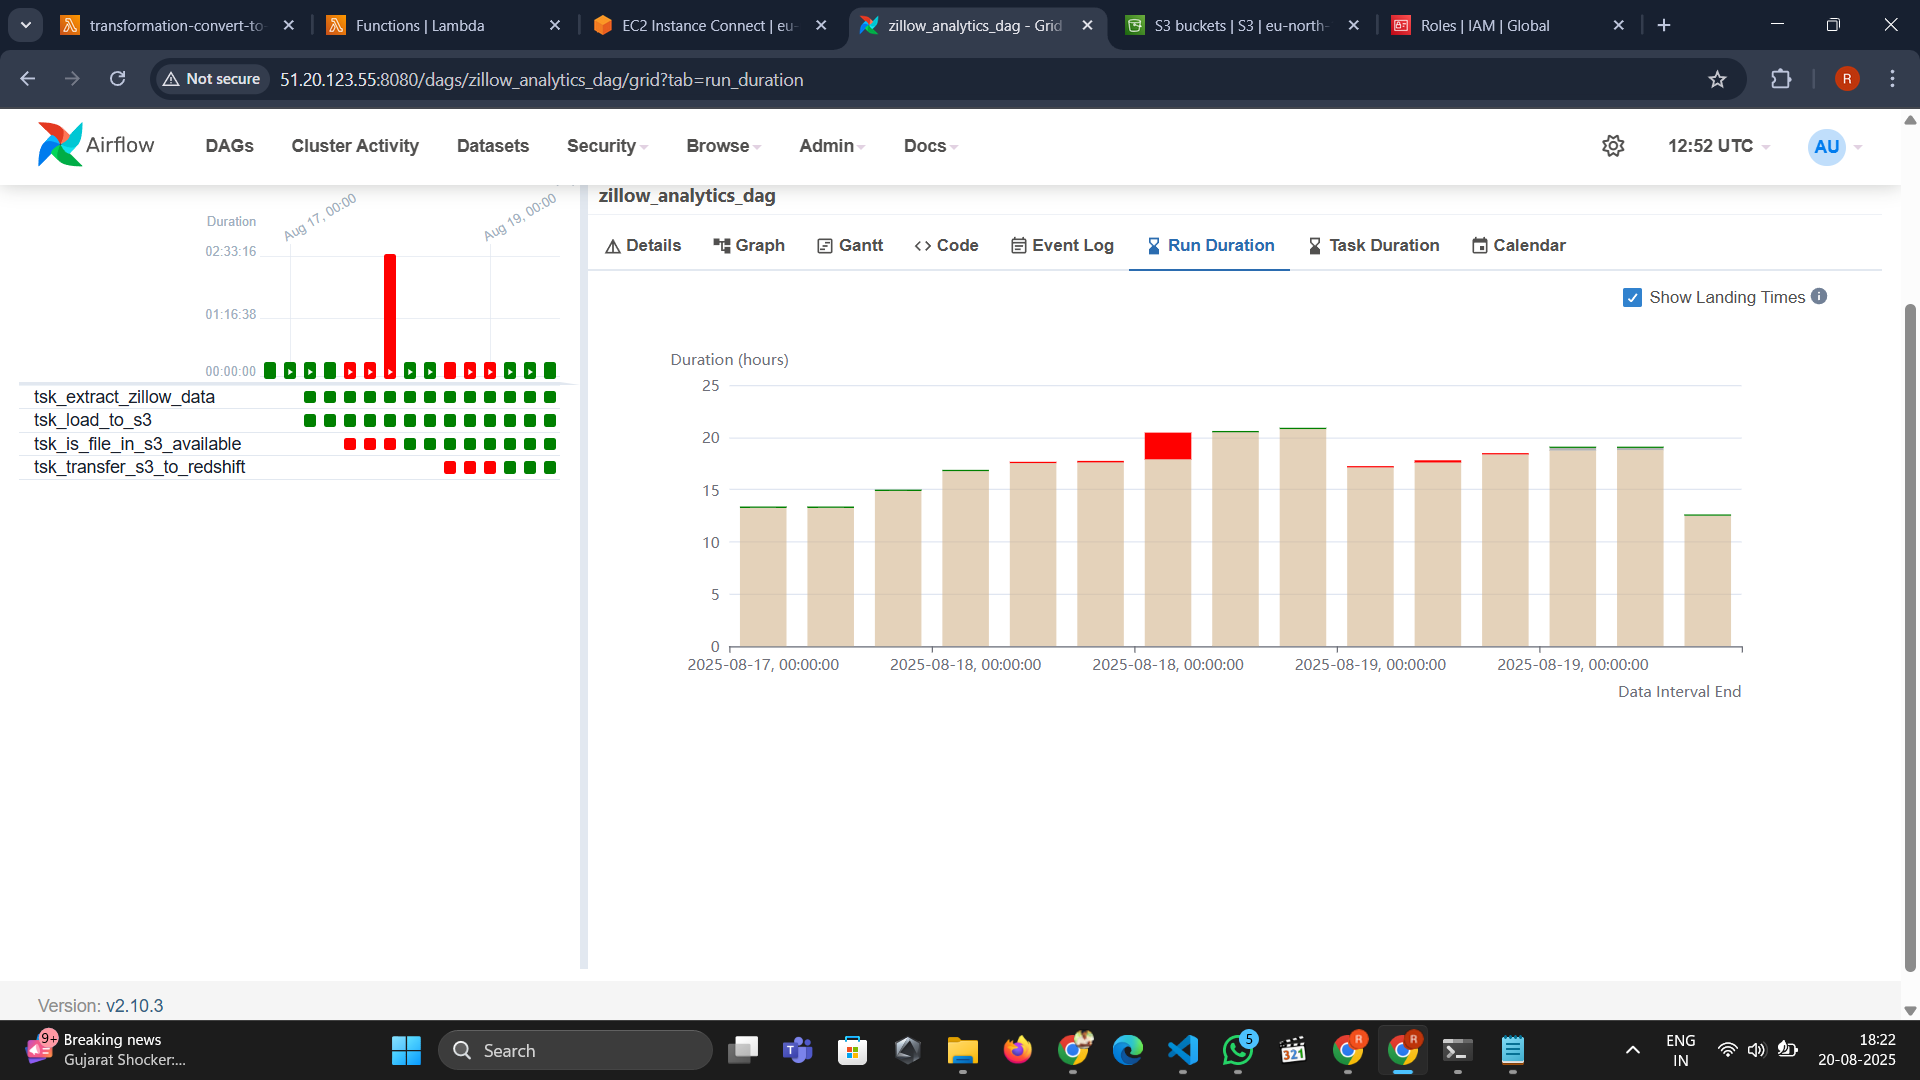 transformation-convert-to-
Functions | Lambda
EC2 Instance Connect | eu-
zillow_analytics_dag - Grid
S3 buckets | S3 | eu-north-
Roles | IAM | Global
Not secure
51.20.123.55:8080/dags/zillow_analytics_dag/grid?tab=run_duration
R
Airflow
DAGs
Cluster Activity
Datasets
Security
Browse
Admin
Docs
12:52 UTC
AU
Duration
Aug 17, 00:00
Aug 19, 00:00
02:33:16
01:16:38
00:00:00
tsk_extract_zillow_data
tsk_load_to_s3
tsk_is_file_in_s3_available
tsk_transfer_s3_to_redshift
zillow_analytics_dag
Details
Graph
Gantt
Code
Event Log
Run Duration
Task Duration
Calendar
Show Landing Times
Duration (hours)
25
20
15
10
5
0
2025-08-17, 00:00:00
2025-08-18, 00:00:00
2025-08-18, 00:00:00
2025-08-19, 00:00:00
2025-08-19, 00:00:00
Data Interval End
Version: v2.10.3
9+
Breaking news
Gujarat Shocker:...
Search
5
321
R
R
ENG
IN
18:22
20-08-2025